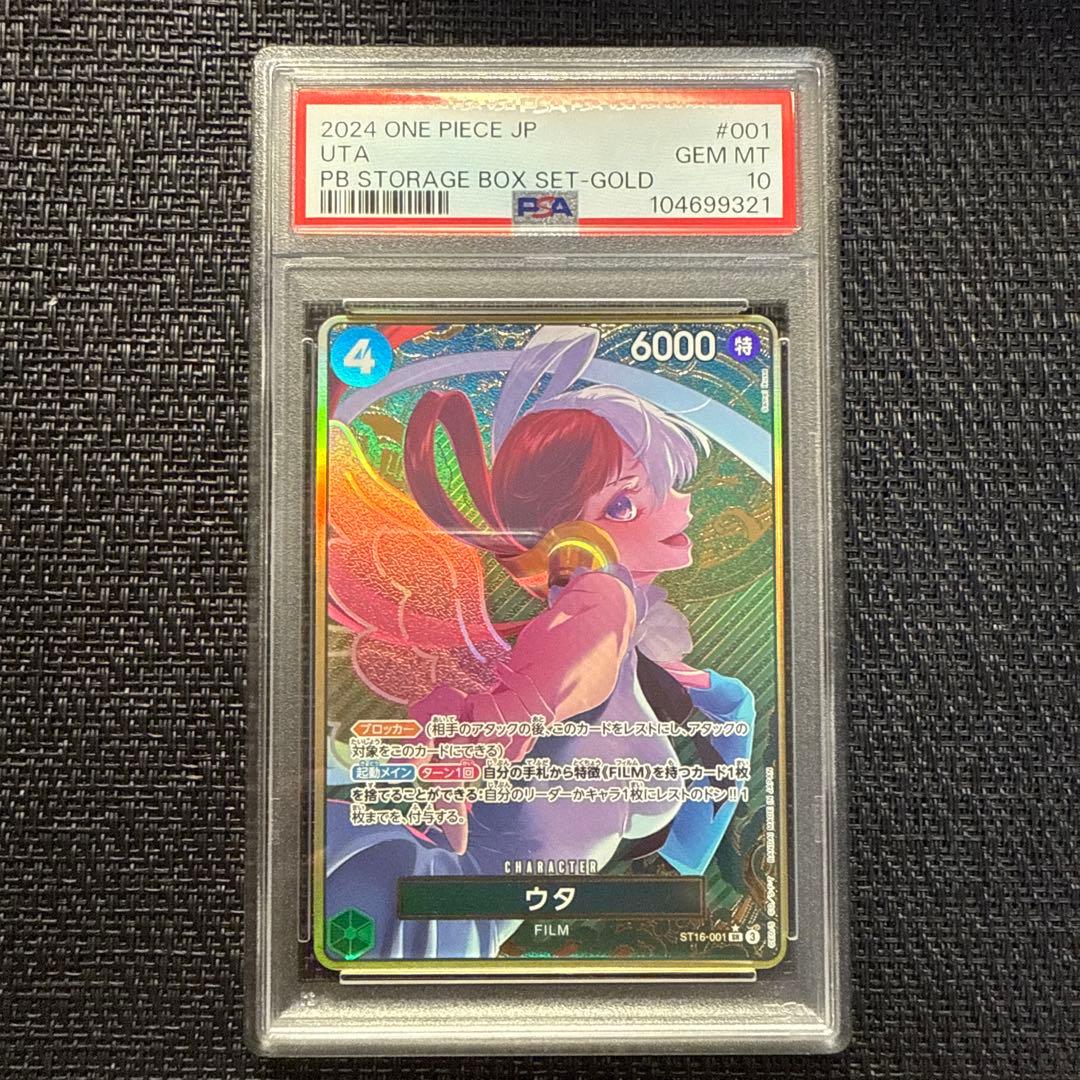 2024 ONE PIECE JP #001
UTA GEM MT
PB STORAGE BOX SET-GOLD 10
PSA 104699321
4 6000 特
ブロッカー (相手のアタックの後、このカードをレストにし、アタックの
対象をこのカードにできる)
起動メイン ターン1回 自分の手札から特徴《FILM》を持つカード1枚
を捨てることができる:自分のリーダーかキャラ1枚にレストのドン!!1
枚までを、付与する。
CHARACTER
ウタ
FILM
ST16-001 SR 3
BANDAI MADE IN JAPAN